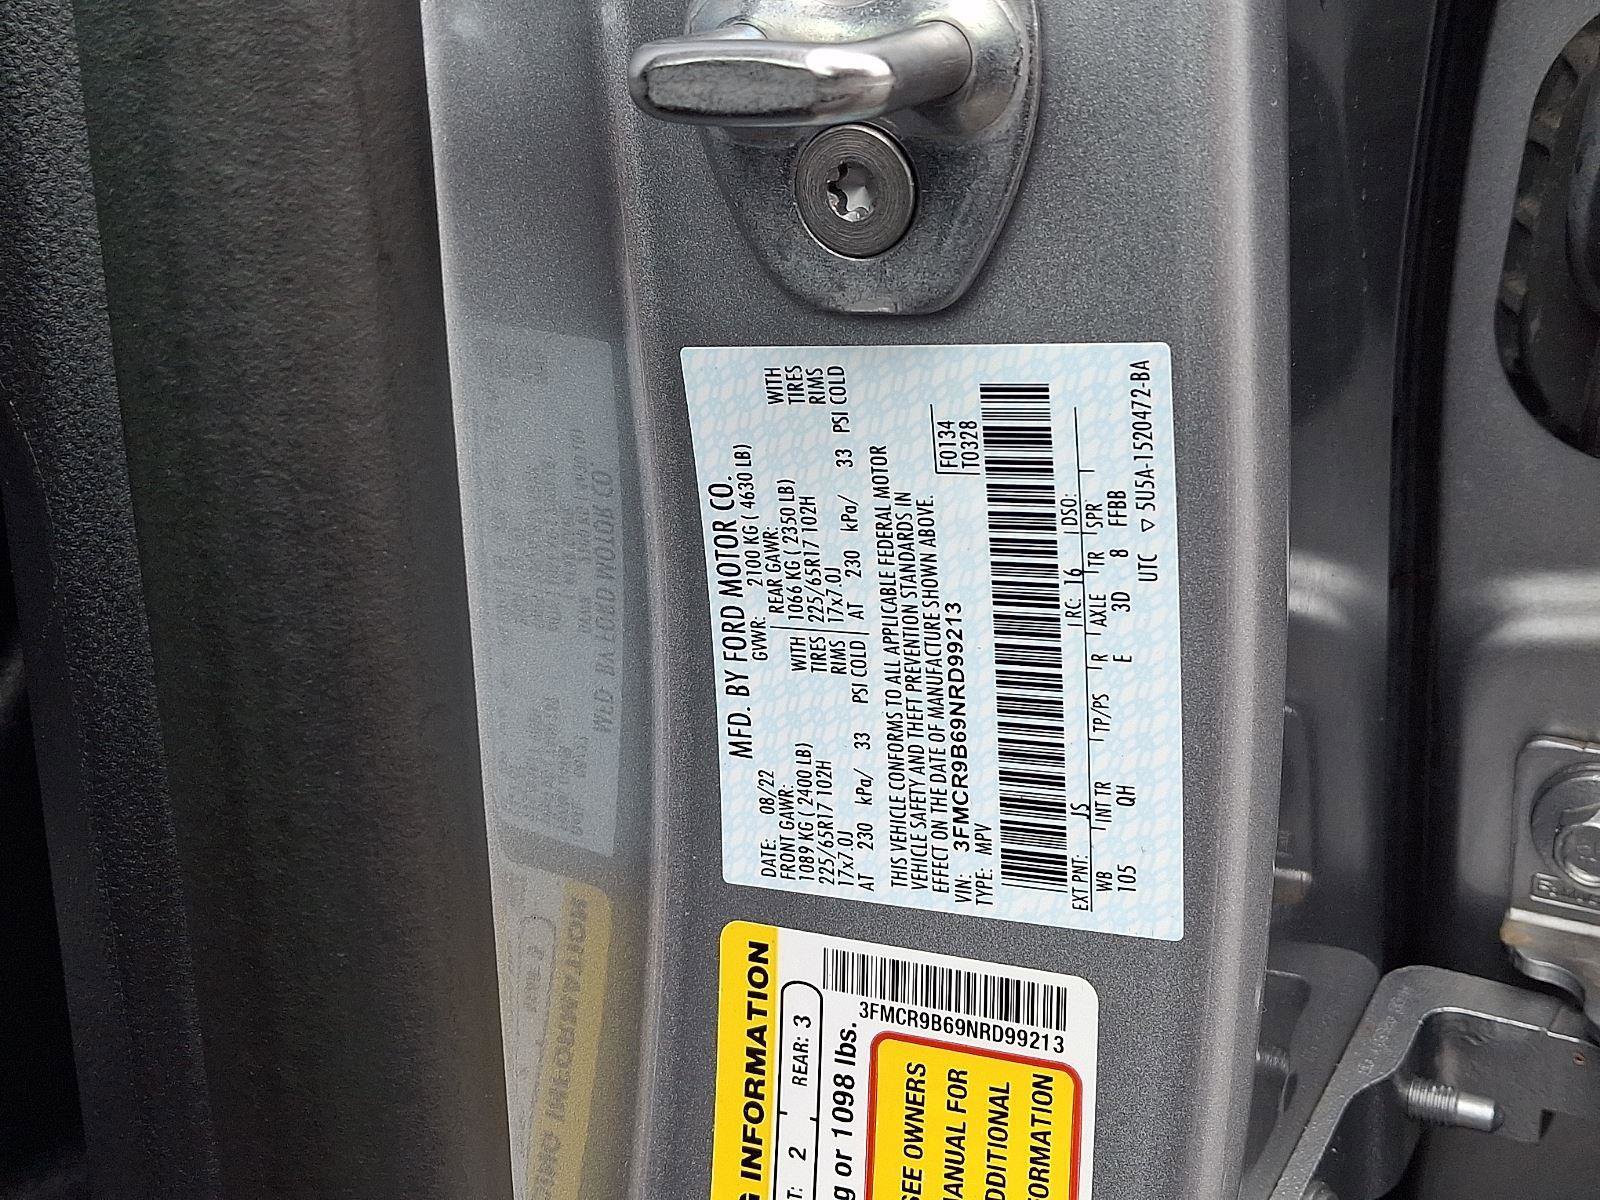 MFD. BY FORD MOTOR CO.
DATE: 08/22 GVWR: 2100 KG ( 4630 LB)
FRONT GAWR: REAR GAWR:
1089 KG ( 2400 LB) WITH 1066 KG ( 2350 LB) WITH
225/65R17 102H TIRES 225/65R17 102H TIRES
17x7.0J RIMS 17x7.0J RIMS
AT 230 kPa/ 33 PSI COLD AT 230 kPa/ 33 PSI COLD
THIS VEHICLE CONFORMS TO ALL APPLICABLE FEDERAL MOTOR
VEHICLE SAFETY AND THEFT PREVENTION STANDARDS IN
EFFECT ON THE DATE OF MANUFACTURE SHOWN ABOVE.
VIN: 3FMCR9B69NRD99213 F0134
TYPE: MPV T0328
EXT PNT: JS RC: 16 DSO:
WB INT TR TP/PS R AXLE TR SPR
105 QH E 3D 8 FFBB
UTC ▽ 5U5A-1520472-BA
G INFORMATION
T: 2 REAR: 3
g or 1098 lbs.
3FMCR9B69NRD99213
SEE OWNERS
MANUAL FOR
ADDITIONAL
INFORMATION